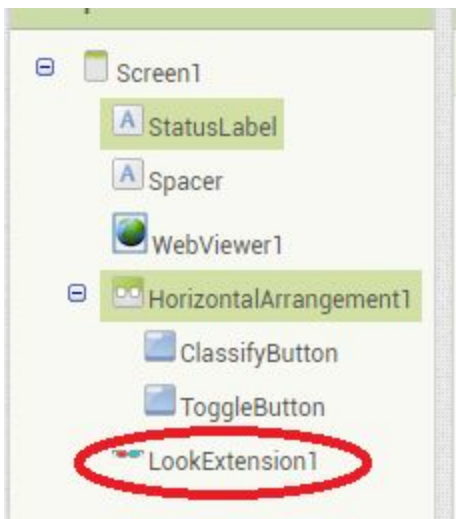 Screen1
A StatusLabel
A Spacer
WebViewer1
HorizontalArrangement1
ClassifyButton
ToggleButton
LookExtension1